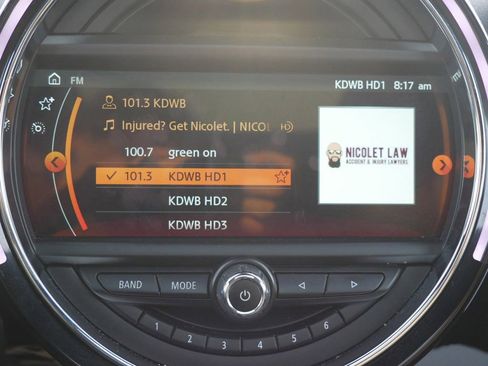 FM
KDWB HD1 8:17 am
101.3 KDWB
Injured? Get Nicolet. | NICOL
100.7 green on
101.3 KDWB HD1
KDWB HD2
KDWB HD3
NICOLET LAW
ACCIDENT & INJURY LAWYERS
BAND MODE
1 2 3 4 5 6